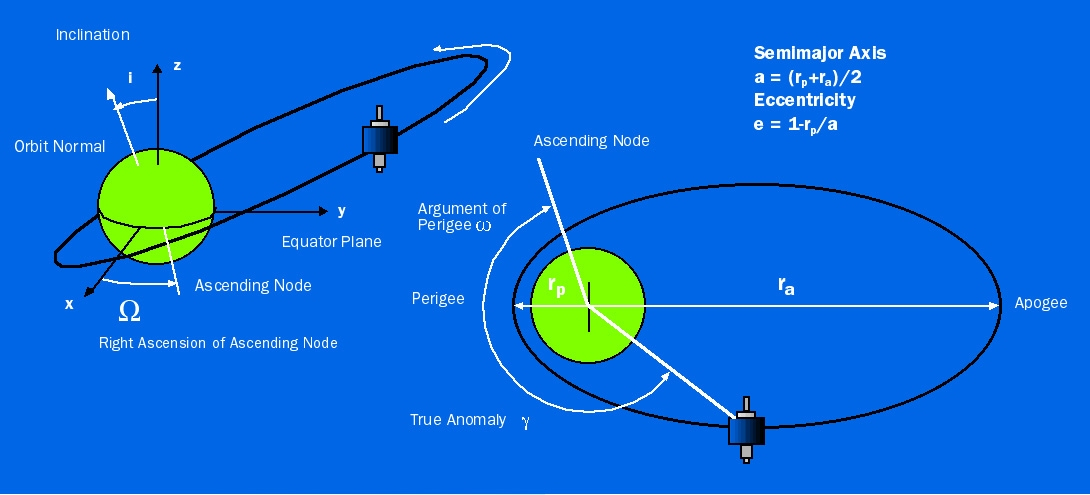 Inclination
i
z
Orbit Normal
y
Equator Plane
Ascending Node
x
Ω
Right Ascension of Ascending Node
Semimajor Axis
a = (rp+ra)/2
Eccentricity
e = 1-rp/a
Ascending Node
Argument of
Perigee ω
rp
ra
Perigee
Apogee
True Anomaly γ